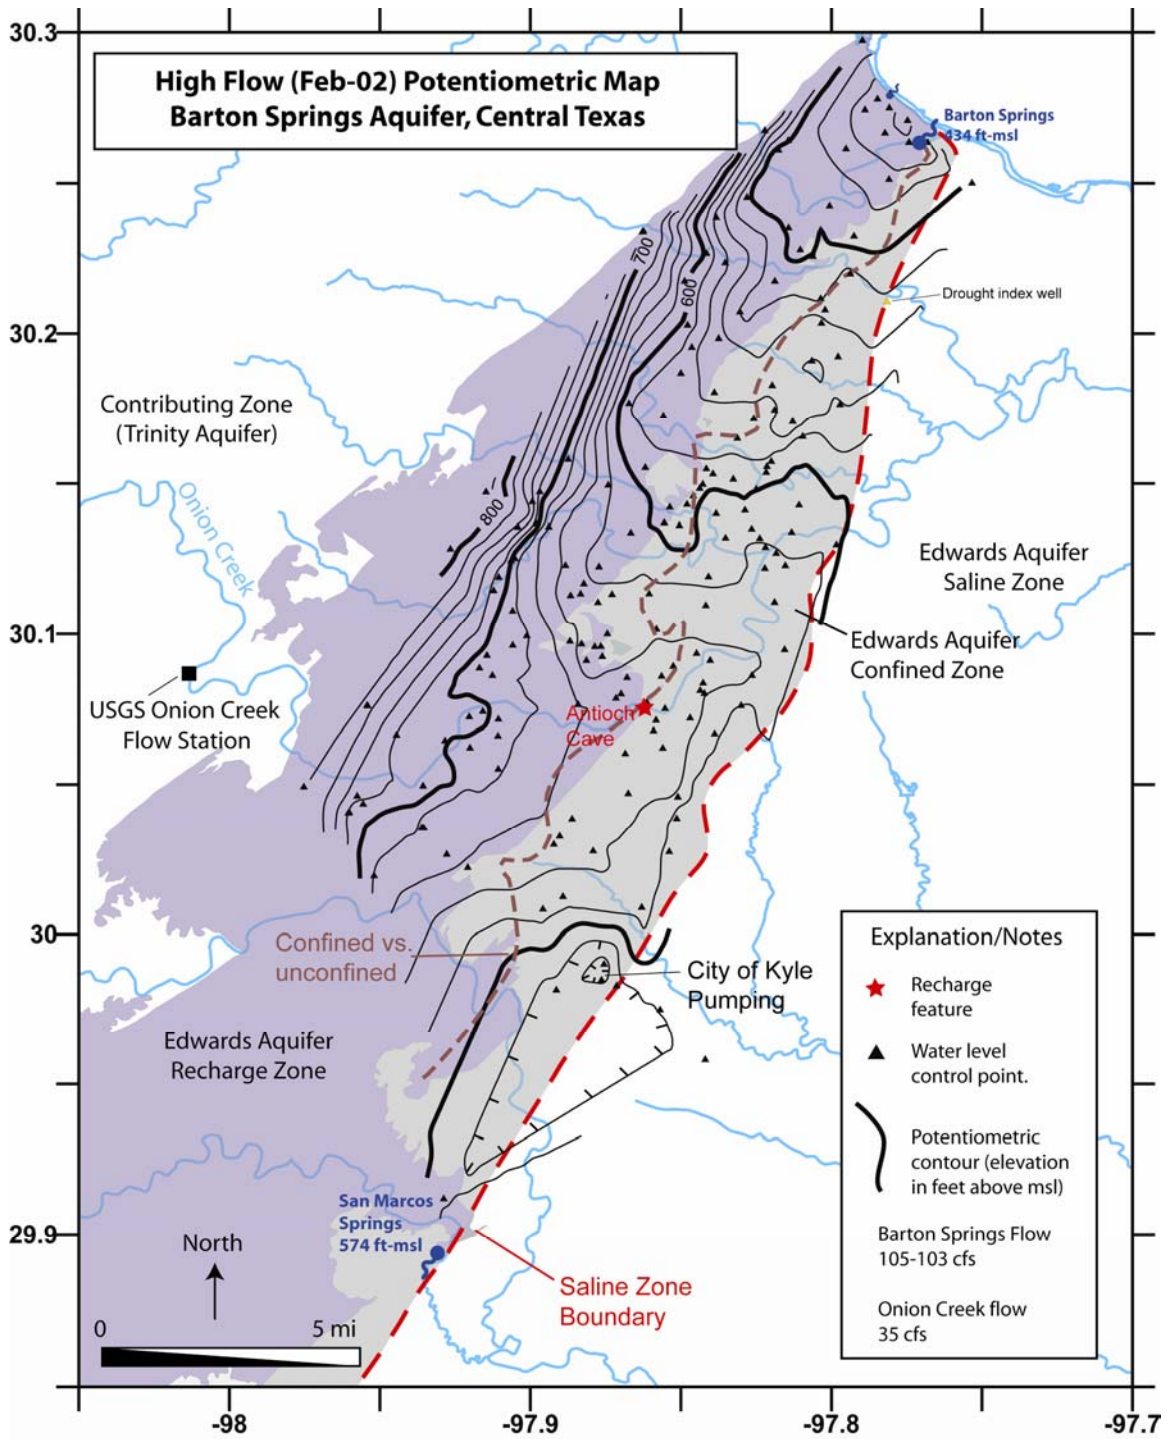 High Flow (Feb-02) Potentiometric Map
Barton Springs Aquifer, Central Texas
30.3
30.2
30.1
30
29.9
-98
-97.9
-97.8
-97.7
Barton Springs
434 ft-msl
700
600
800
Drought index well
Contributing Zone
(Trinity Aquifer)
Onion Creek
Edwards Aquifer
Saline Zone
Edwards Aquifer
Confined Zone
USGS Onion Creek
Flow Station
Antioch
Cave
Confined vs.
unconfined
City of Kyle
Pumping
Edwards Aquifer
Recharge Zone
San Marcos
Springs
574 ft-msl
North
0 5 mi
Saline Zone
Boundary
Explanation/Notes
Recharge
feature
Water level
control point.
Potentiometric
contour (elevation
in feet above msl)
Barton Springs Flow
105-103 cfs
Onion Creek flow
35 cfs